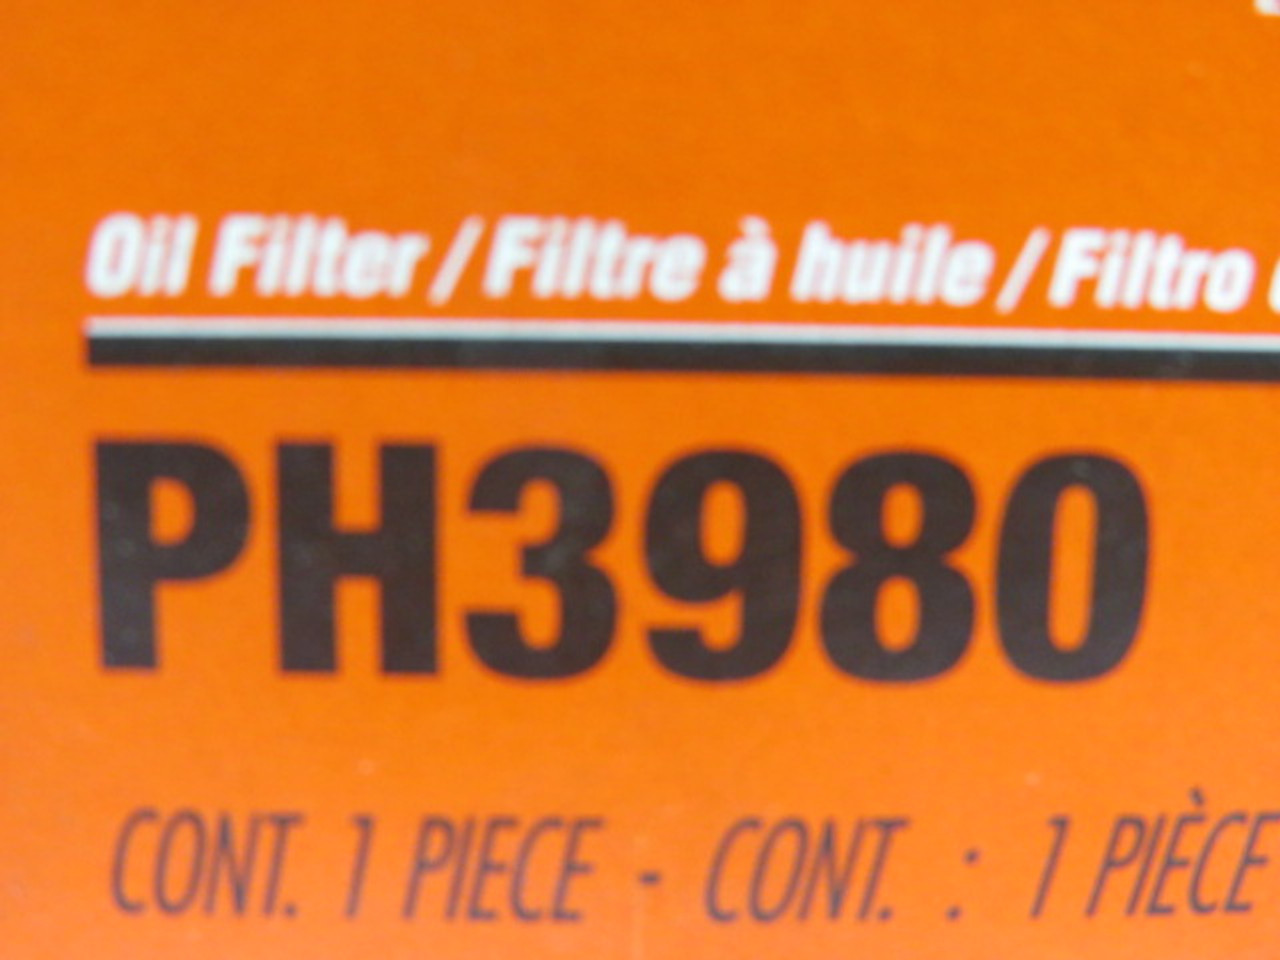 Oil Filter / Filtre à huile / Filtro
PH3980
CONT. 1 PIECE - CONT. : 1 PIÈCE